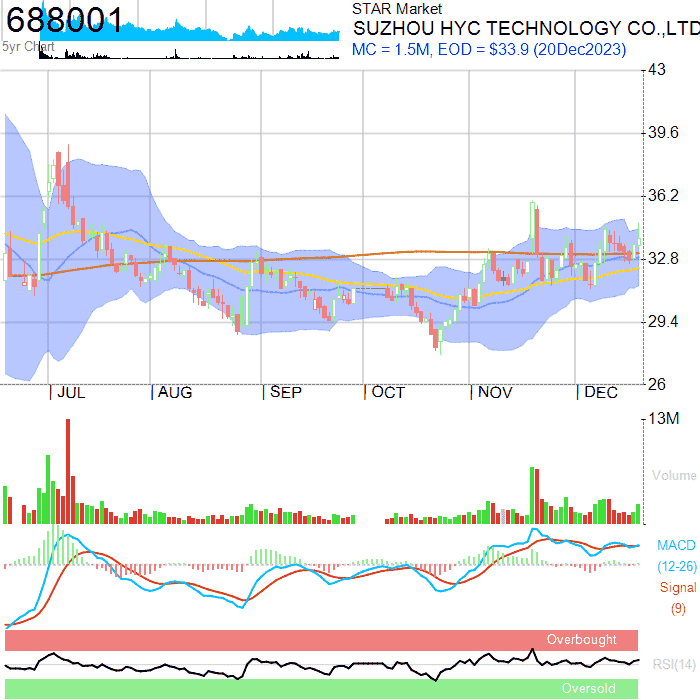 688001
5yr Chart
STAR Market
SUZHOU HYC TECHNOLOGY CO.,LTD
MC = 1.5M, EOD = $33.9 (20Dec2023)
43
39.6
36.2
32.8
29.4
26
JUL AUG SEP OCT NOV DEC
13M
Volume
MACD
(12-26)
Signal
(9)
Overbought
RSI(14)
Oversold